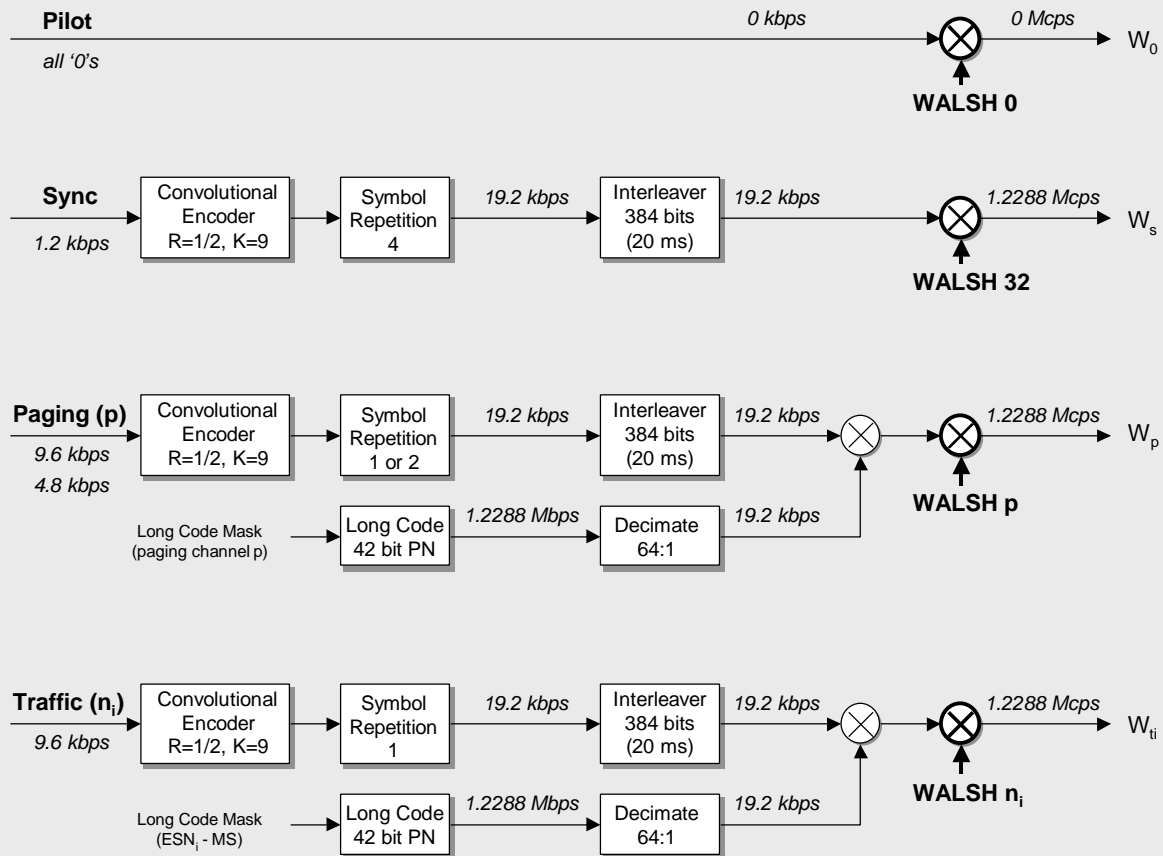 Pilot
all ‘0’s
0 kbps
0 Mcps
W0
WALSH 0
Sync
1.2 kbps
Convolutional
Encoder
R=1/2, K=9
Symbol
Repetition
4
19.2 kbps
Interleaver
384 bits
(20 ms)
19.2 kbps
1.2288 Mcps
Ws
WALSH 32
Paging (p)
9.6 kbps
4.8 kbps
Convolutional
Encoder
R=1/2, K=9
Symbol
Repetition
1 or 2
19.2 kbps
Interleaver
384 bits
(20 ms)
19.2 kbps
1.2288 Mcps
Wp
WALSH p
Long Code Mask
(paging channel p)
Long Code
42 bit PN
1.2288 Mbps
Decimate
64:1
19.2 kbps
Traffic (ni)
9.6 kbps
Convolutional
Encoder
R=1/2, K=9
Symbol
Repetition
1
19.2 kbps
Interleaver
384 bits
(20 ms)
19.2 kbps
1.2288 Mcps
Wti
WALSH ni
Long Code Mask
(ESNi - MS)
Long Code
42 bit PN
1.2288 Mbps
Decimate
64:1
19.2 kbps